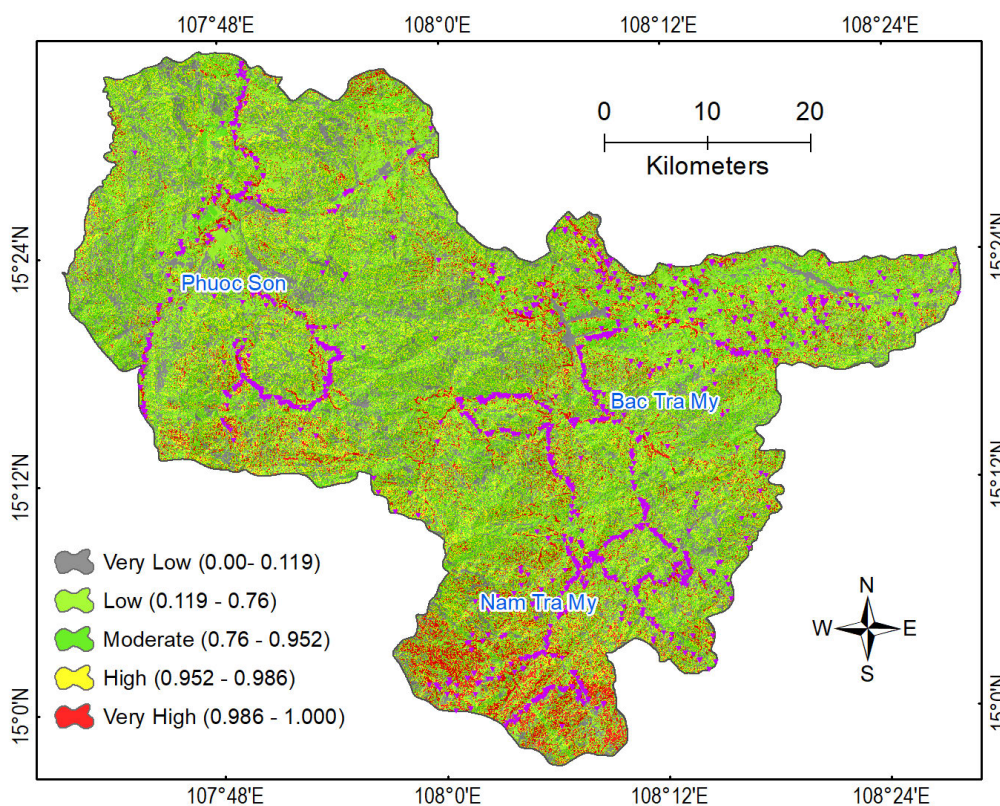 107°48'E 108°0'E 108°12'E 108°24'E
0 10 20
Kilometers
15°24'N 15°24'N
Phuoc Son
Bac Tra My
15°12'N 15°12'N
Very Low (0.00- 0.119)
Low (0.119 - 0.76)
Moderate (0.76 - 0.952)
High (0.952 - 0.986)
Very High (0.986 - 1.000)
Nam Tra My
N
W E
S
15°0'N 15°0'N
107°48'E 108°0'E 108°12'E 108°24'E